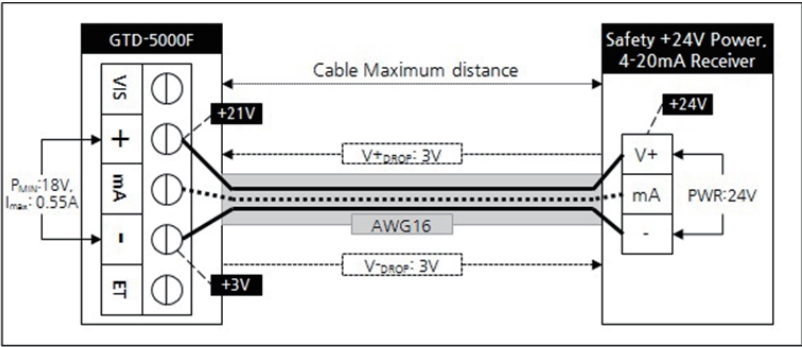 GTD-5000F
Safety +24V Power,
4-20mA Receiver
Cable Maximum distance
VIS
+
mA
-
ET
+21V
+3V
PMIN:18V,
Imax: 0.55A
V+DROP: 3V
AWG16
V-DROP: 3V
+24V
V+
mA
-
PWR:24V